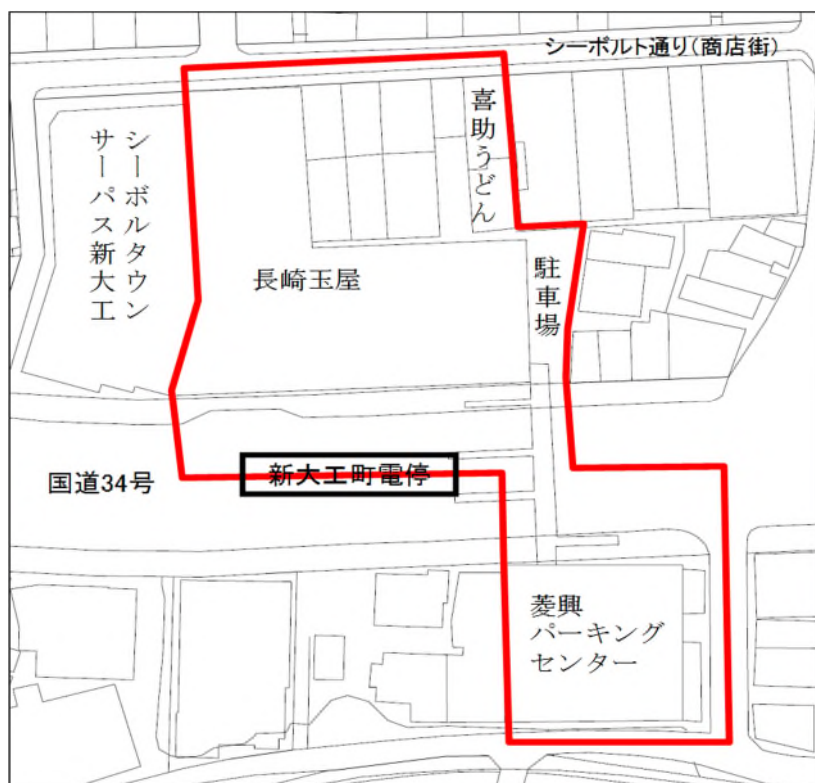 シーボルト通り(商店街)
喜助うどん
シーボルタウン
サーパス新大工
長崎玉屋
駐車場
新大工町電停
国道34号
菱興
パーキング
センター